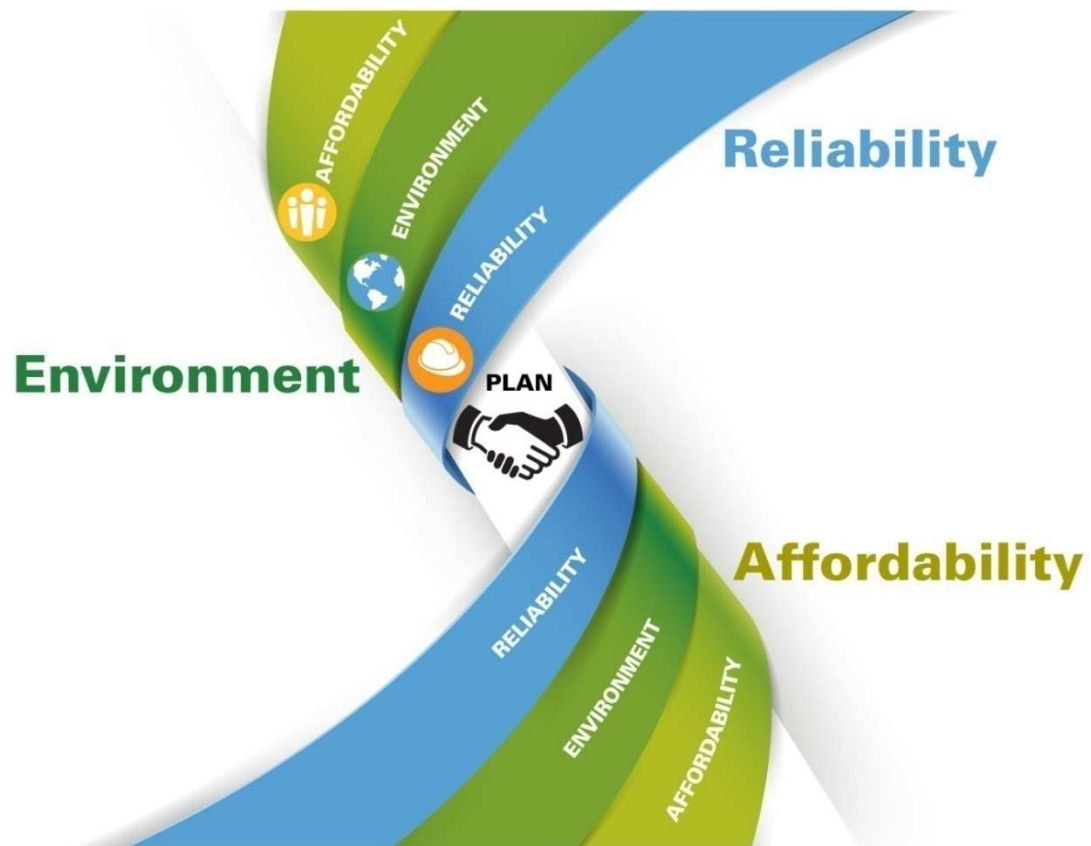 AFFORDABILITY
ENVIRONMENT
Reliability
RELIABILITY
Environment
PLAN
Affordability
RELIABILITY
ENVIRONMENT
AFFORDABILITY